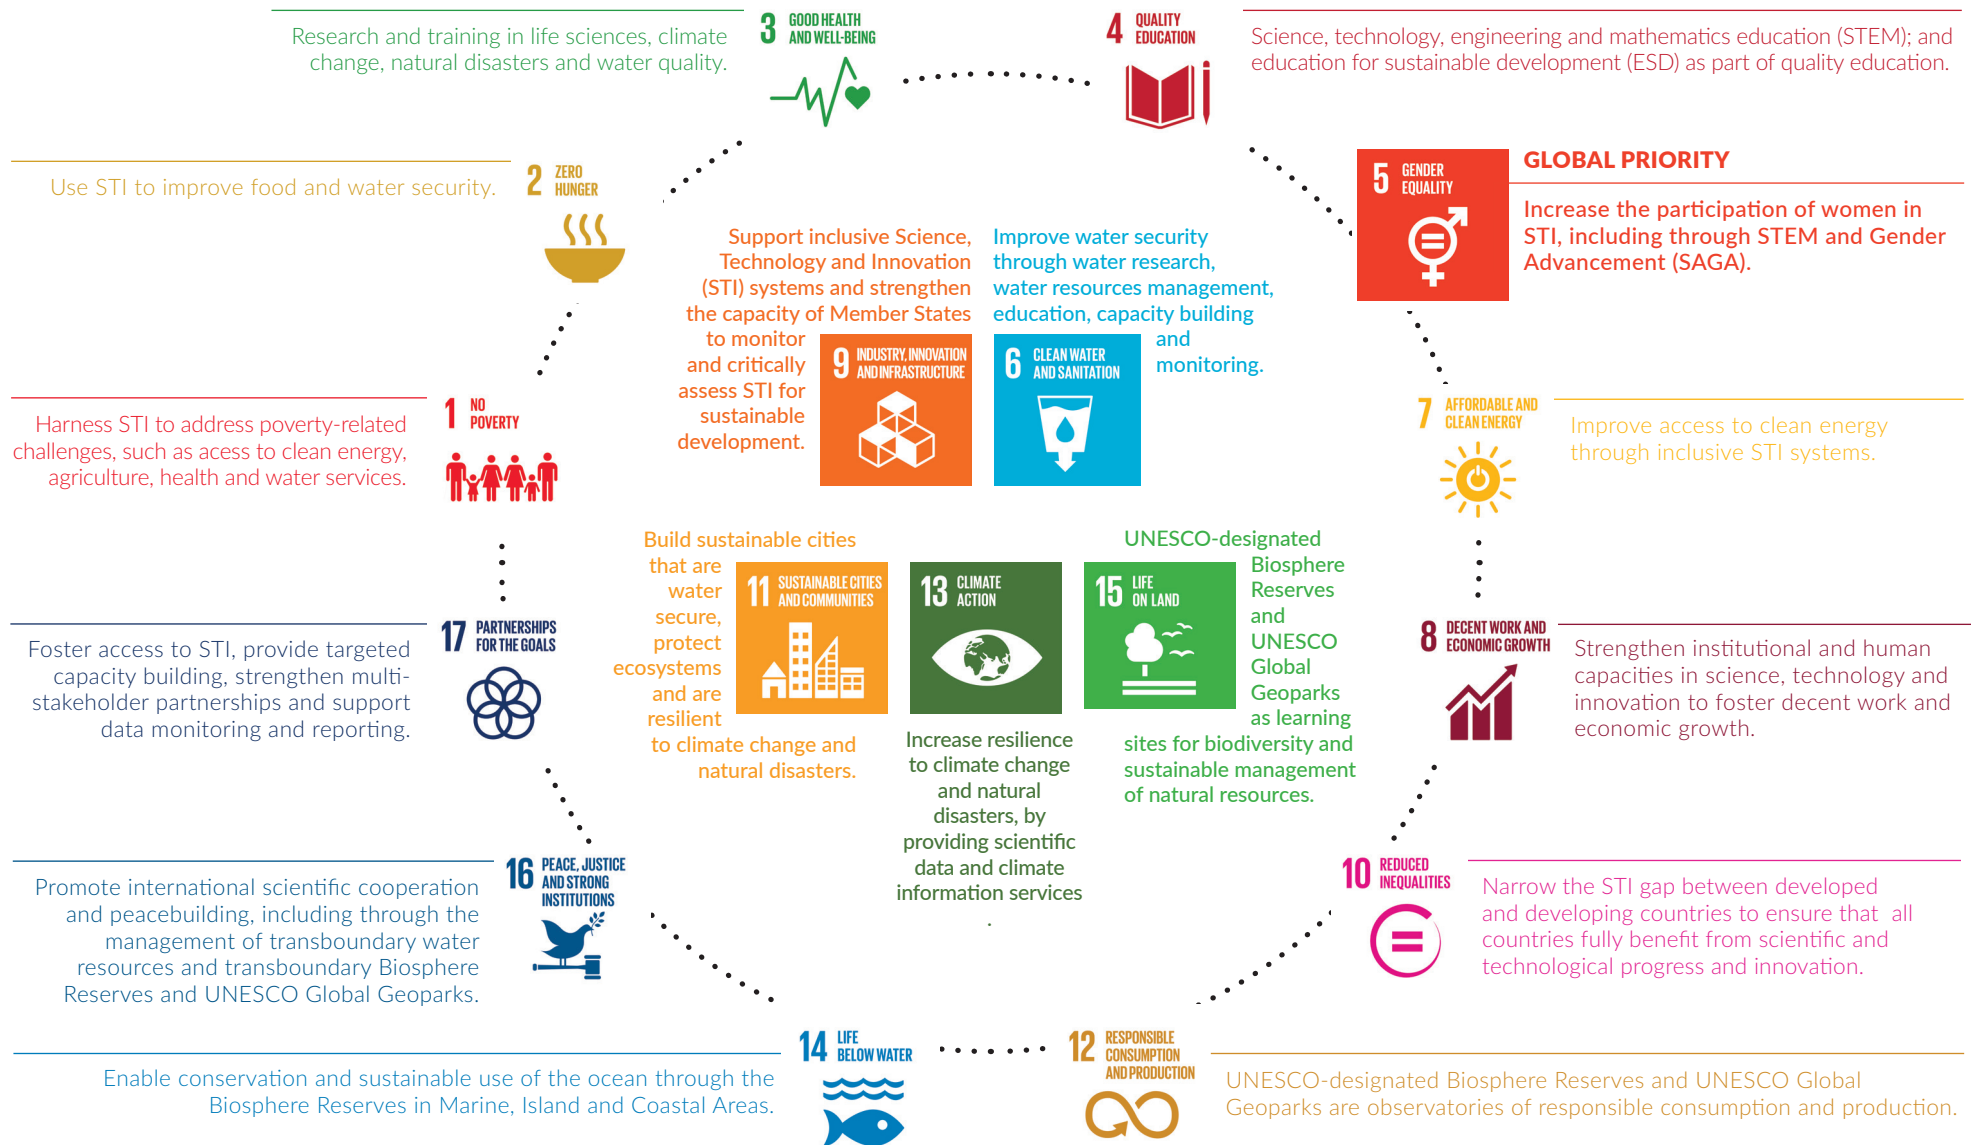 3 GOOD HEALTH
AND WELL-BEING
Research and training in life sciences, climate
change, natural disasters and water quality.
4 QUALITY
EDUCATION
Science, technology, engineering and mathematics education (STEM); and
education for sustainable development (ESD) as part of quality education.
2 ZERO
HUNGER
Use STI to improve food and water security.
5 GENDER
EQUALITY
GLOBAL PRIORITY
Increase the participation of women in
STI, including through STEM and Gender
Advancement (SAGA).
Support inclusive Science,
Technology and Innovation
(STI) systems and strengthen
the capacity of Member States
to monitor
and critically
assess STI for
sustainable
development.
9 INDUSTRY, INNOVATION
AND INFRASTRUCTURE
Improve water security
through water research,
water resources management,
education, capacity building
and
monitoring.
6 CLEAN WATER
AND SANITATION
1 NO
POVERTY
Harness STI to address poverty-related
challenges, such as acess to clean energy,
agriculture, health and water services.
7 AFFORDABLE AND
CLEAN ENERGY
Improve access to clean energy
through inclusive STI systems.
Build sustainable cities
that are
water
secure,
protect
ecosystems
and are
resilient
to climate change and
natural disasters.
11 SUSTAINABLE CITIES
AND COMMUNITIES
13 CLIMATE
ACTION
Increase resilience
to climate change
and natural
disasters, by
providing scientific
data and climate
information services
.
15 LIFE
ON LAND
UNESCO-designated
Biosphere
Reserves
and
UNESCO
Global
Geoparks
as learning
sites for biodiversity and
sustainable management
of natural resources.
17 PARTNERSHIPS
FOR THE GOALS
Foster access to STI, provide targeted
capacity building, strengthen multi-
stakeholder partnerships and support
data monitoring and reporting.
8 DECENT WORK AND
ECONOMIC GROWTH
Strengthen institutional and human
capacities in science, technology and
innovation to foster decent work and
economic growth.
16 PEACE, JUSTICE
AND STRONG
INSTITUTIONS
Promote international scientific cooperation
and peacebuilding, including through the
management of transboundary water
resources and transboundary Biosphere
Reserves and UNESCO Global Geoparks.
10 REDUCED
INEQUALITIES
Narrow the STI gap between developed
and developing countries to ensure that all
countries fully benefit from scientific and
technological progress and innovation.
14 LIFE
BELOW WATER
Enable conservation and sustainable use of the ocean through the
Biosphere Reserves in Marine, Island and Coastal Areas.
12 RESPONSIBLE
CONSUMPTION
AND PRODUCTION
UNESCO-designated Biosphere Reserves and UNESCO Global
Geoparks are observatories of responsible consumption and production.